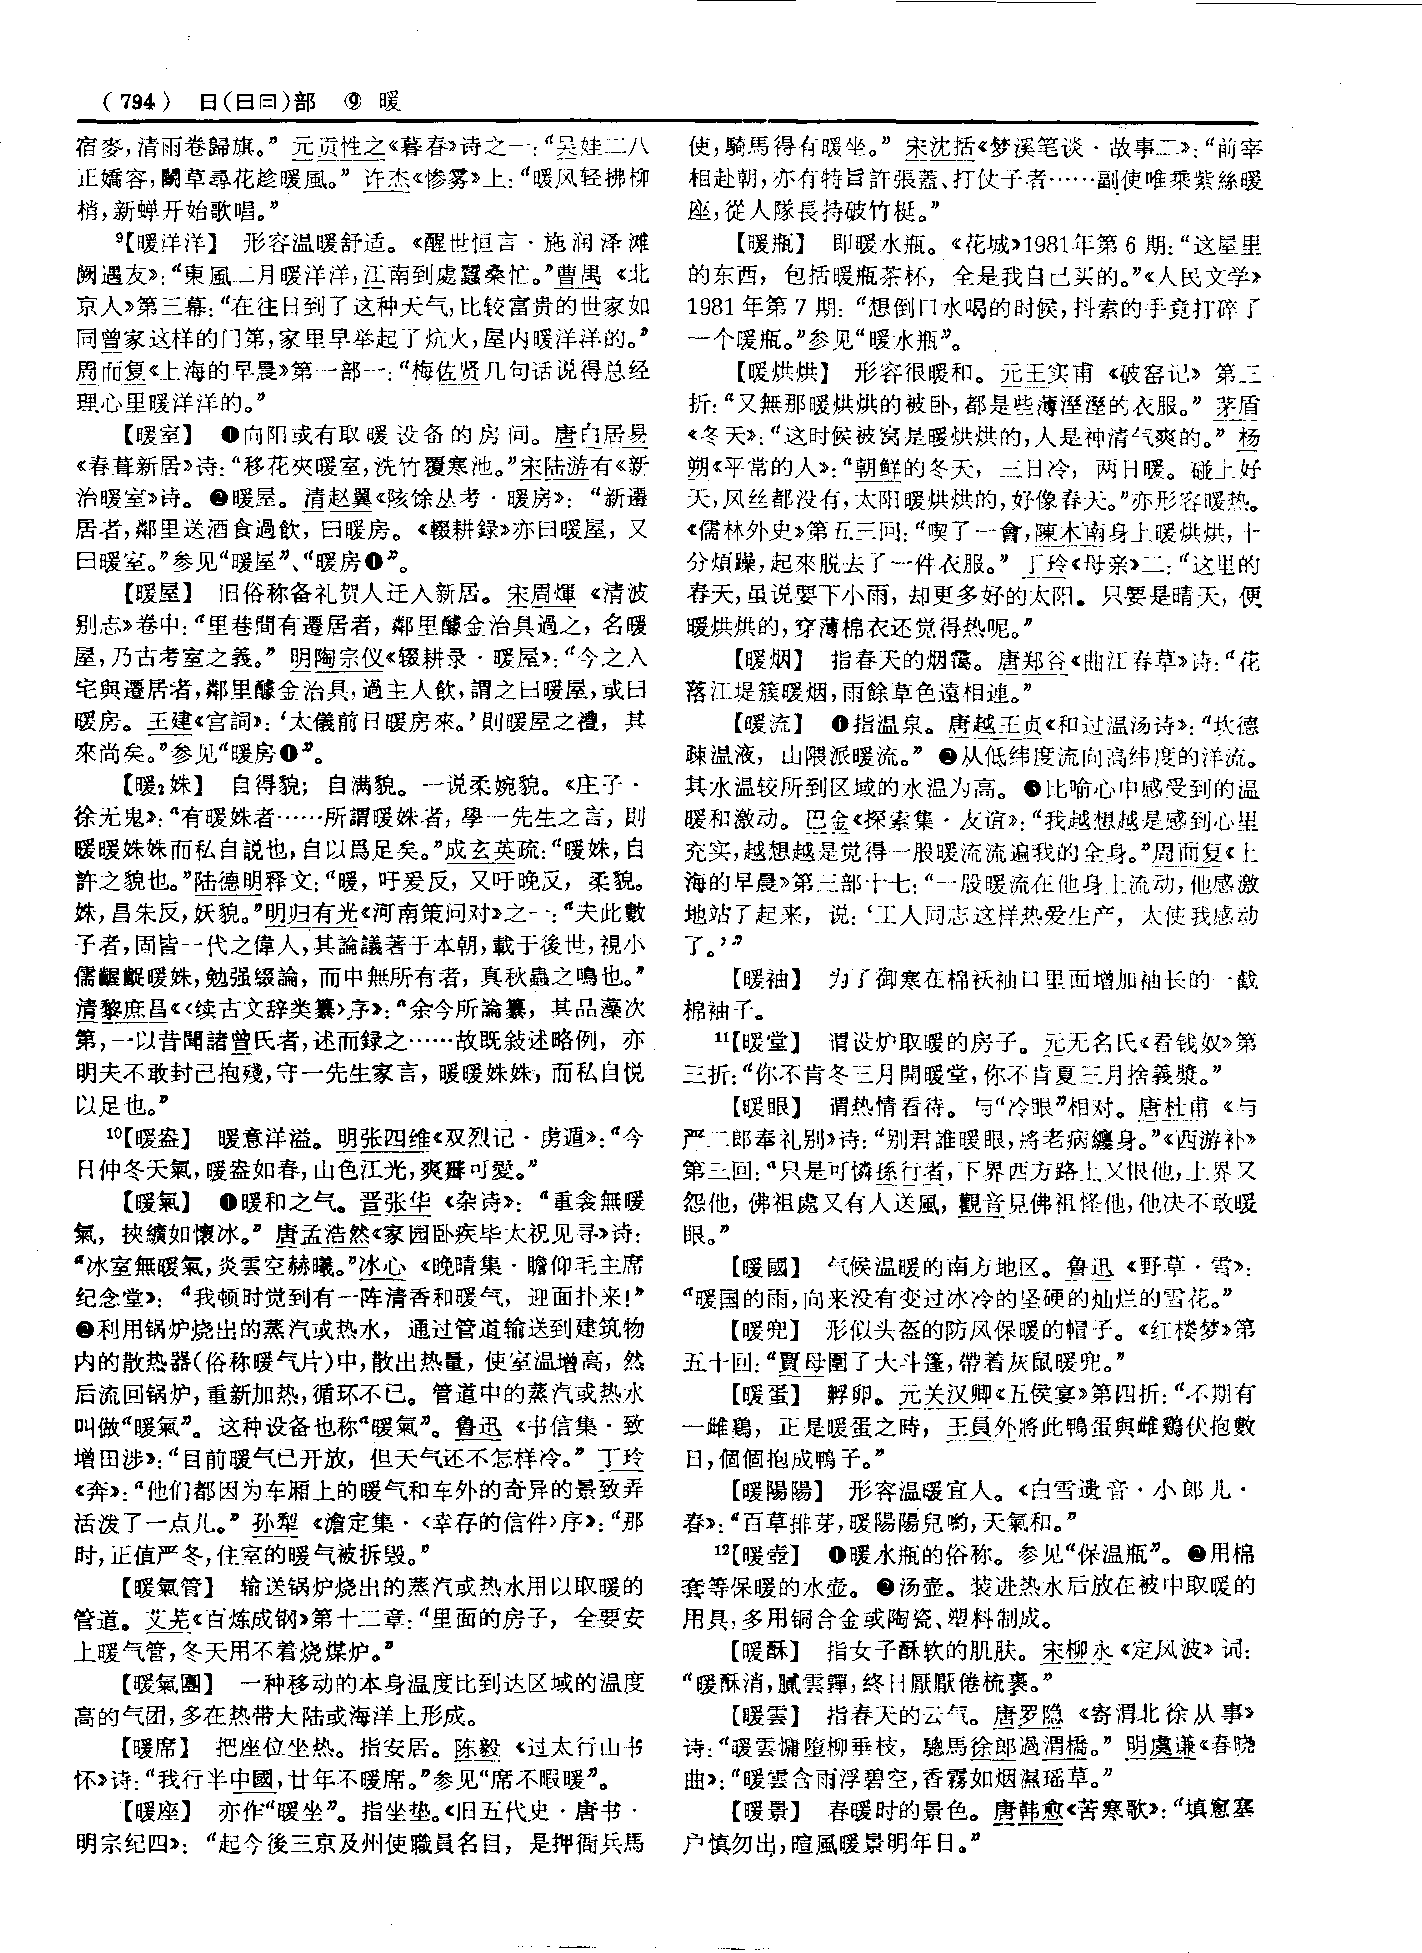 （794） 日（日曰）部 ⑨ 暖
宿麥，清雨卷歸旗。”元贡性之《暮春》诗之一：“吴娃二八
正嬌容，鬭草尋花趁暖風。”许杰《惨雾》上：“暖风轻拂柳
梢，新蝉开始歌唱。”
⁹【暖洋洋】 形容温暖舒适。《醒世恒言·施润泽滩
阙遇友》：“東風二月暖洋洋，江南到處蠶桑忙。”曹禺《北
京人》第三幕：“在往日到了这种天气，比较富贵的世家如
同曾家这样的门第，家里早举起了炕火，屋内暖洋洋的。”
周而复《上海的早晨》第一部一：“梅佐贤几句话说得总经
理心里暖洋洋的。”
【暖室】 ❶向阳或有取暖设备的房间。唐白居易
《春葺新居》诗：“移花夾暖室，洗竹覆寒池。”宋陆游有《新
治暖室》诗。❷暖屋。清赵翼《陔馀丛考·暖房》：“新遷
居者，鄰里送酒食過飲，曰暖房。《輟耕録》亦曰暖屋，又
曰暖室。”参见“暖屋”、“暖房❶”。
【暖屋】 旧俗称备礼贺人迁入新居。宋周煇《清波
别志》卷中：“里巷間有遷居者，鄰里醵金治具過之，名暖
屋，乃古考室之義。”明陶宗仪《辍耕录·暖屋》：“今之入
宅與遷居者，鄰里醵金治具，過主人飲，謂之曰暖屋，或曰
暖房。王建《宫詞》：‘太儀前日暖房來。’則暖屋之禮，其
來尚矣。”参见“暖房❶”。
【暖₂姝】 自得貌；自满貌。一说柔婉貌。《庄子·
徐无鬼》：“有暖姝者……所謂暖姝者，學一先生之言，則
暖暖姝姝而私自説也，自以爲足矣。”成玄英疏：“暖姝，自
許之貌也。”陆德明释文：“暖，吁爰反，又吁晚反，柔貌。
姝，昌朱反，妖貌。”明归有光《河南策问对》之一：“夫此數
子者，固皆一代之偉人，其論議著于本朝，載于後世，視小
儒齷齪暖姝，勉强缀論，而中無所有者，真秋蟲之鳴也。”
清黎庶昌《〈续古文辞类纂〉序》：“余今所論纂，其品藻次
第，一以昔聞諸曾氏者，述而録之……故既敍述略例，亦
明夫不敢封己抱殘，守一先生家言，暖暖姝姝，而私自悦
以足也。”
¹⁰【暖盎】 暖意洋溢。明张四维《双烈记·虏遁》：“今
日仲冬天氣，暖盎如春，山色江光，爽豁可愛。”
【暖氣】 ❶暖和之气。晋张华《杂诗》：“重衾無暖
氣，挾纊如懷冰。”唐孟浩然《家园卧疾毕太祝见寻》诗：
“冰室無暖氣，炎雲空赫曦。”冰心《晚晴集·瞻仰毛主席
纪念堂》：“我顿时觉到有一阵清香和暖气，迎面扑来！”
❷利用锅炉烧出的蒸汽或热水，通过管道输送到建筑物
内的散热器（俗称暖气片）中，散出热量，使室温增高，然
后流回锅炉，重新加热，循环不已。管道中的蒸汽或热水
叫做“暖氣”。这种设备也称“暖氣”。鲁迅《书信集·致
增田涉》：“目前暖气已开放，但天气还不怎样冷。”丁玲
《奔》：“他们都因为车厢上的暖气和车外的奇异的景致弄
活泼了一点儿。”孙犁《澹定集·〈幸存的信件〉序》：“那
时，正值严冬，住室的暖气被拆毁。”
【暖氣管】 输送锅炉烧出的蒸汽或热水用以取暖的
管道。艾芜《百炼成钢》第十二章：“里面的房子，全要安
上暖气管，冬天用不着烧煤炉。”
【暖氣團】 一种移动的本身温度比到达区域的温度
高的气团，多在热带大陆或海洋上形成。
【暖席】 把座位坐热。指安居。陈毅《过太行山书
怀》诗：“我行半中國，廿年不暖席。”参见“席不暇暖”。
【暖座】 亦作“暖坐”。指坐垫。《旧五代史·唐书·
明宗纪四》：“起今後三京及州使職員名目，是押衙兵馬
使，騎馬得有暖坐。”宋沈括《梦溪笔谈·故事二》：“前宰
相赴朝，亦有特旨許張蓋、打仗子者……副使唯乘紫絲暖
座，從人隊長持破竹梃。”
【暖瓶】 即暖水瓶。《花城》1981年第6期：“这屋里
的东西，包括暖瓶茶杯，全是我自己买的。”《人民文学》
1981年第7期：“想倒口水喝的时候，抖索的手竟打碎了
一个暖瓶。”参见“暖水瓶”。
【暖烘烘】 形容很暖和。元王实甫《破窑记》第三
折：“又無那暖烘烘的被卧，都是些薄溼溼的衣服。”茅盾
《冬天》：“这时候被窝是暖烘烘的，人是神清气爽的。”杨
朔《平常的人》：“朝鲜的冬天，三日冷，两日暖。碰上好
天，风丝都没有，太阳暖烘烘的，好像春天。”亦形容暖热。
《儒林外史》第五三回：“喫了一會，陳木南身上暖烘烘，十
分煩躁，起來脱去了一件衣服。”丁玲《母亲》二：“这里的
春天，虽说要下小雨，却更多好的太阳。只要是晴天，便
暖烘烘的，穿薄棉衣还觉得热呢。”
【暖烟】 指春天的烟霭。唐郑谷《曲江春草》诗：“花
落江堤簇暖烟，雨餘草色遠相連。”
【暖流】 ❶指温泉。唐越王贞《和过温汤诗》：“坎德
疎温液，山隈派暖流。”❷从低纬度流向高纬度的洋流。
其水温较所到区域的水温为高。❸比喻心中感受到的温
暖和激动。巴金《探索集·友谊》：“我越想越是感到心里
充实，越想越是觉得一股暖流流遍我的全身。”周而复《上
海的早晨》第三部十七：“一股暖流在他身上流动，他感激
地站了起来，说：‘工人同志这样热爱生产，太使我感动
了。’”
【暖袖】 为了御寒在棉袄袖口里面增加袖长的一截
棉袖子。
¹¹【暖堂】 谓设炉取暖的房子。元无名氏《看钱奴》第
三折：“你不肯冬三月開暖堂，你不肯夏三月捨義漿。”
【暖眼】 谓热情看待。与“冷眼”相对。唐杜甫《与
严二郎奉礼别》诗：“别君誰暖眼，將老病纏身。”《西游补》
第三回：“只是可憐孫行者，下界西方路上又恨他，上界又
怨他，佛祖處又有人送風，觀音見佛祖怪他，他决不敢暖
眼。”
【暖國】 气候温暖的南方地区。鲁迅《野草·雪》：
“暖国的雨，向来没有变过冰冷的坚硬的灿烂的雪花。”
【暖兜】 形似头盔的防风保暖的帽子。《红楼梦》第
五十回：“賈母圍了大斗篷，帶着灰鼠暖兜。”
【暖蛋】 孵卵。元关汉卿《五侯宴》第四折：“不期有
一雌鷄，正是暖蛋之時，王員外將此鴨蛋與雌鷄伏抱數
日，個個抱成鴨子。”
【暖陽陽】 形容温暖宜人。《白雪遗音·小郎儿·
春》：“百草排芽，暖陽陽兒喲，天氣和。”
¹²【暖壺】 ❶暖水瓶的俗称。参见“保温瓶”。❷用棉
套等保暖的水壶。❷汤壶。装进热水后放在被中取暖的
用具，多用铜合金或陶瓷、塑料制成。
【暖酥】 指女子酥软的肌肤。宋柳永《定风波》词：
“暖酥消，膩雲嚲，終日厭厭倦梳裹。”
【暖雲】 指春天的云气。唐罗隐《寄渭北徐从事》
诗：“暖雲慵墮柳垂枝，驄馬徐郎過渭橋。”明虞谦《春晓
曲》：“暖雲含雨浮碧空，香霧如烟濕瑶草。”
【暖景】 春暖时的景色。唐韩愈《苦寒歌》：“填窻塞
户慎勿出，暄風暖景明年日。”